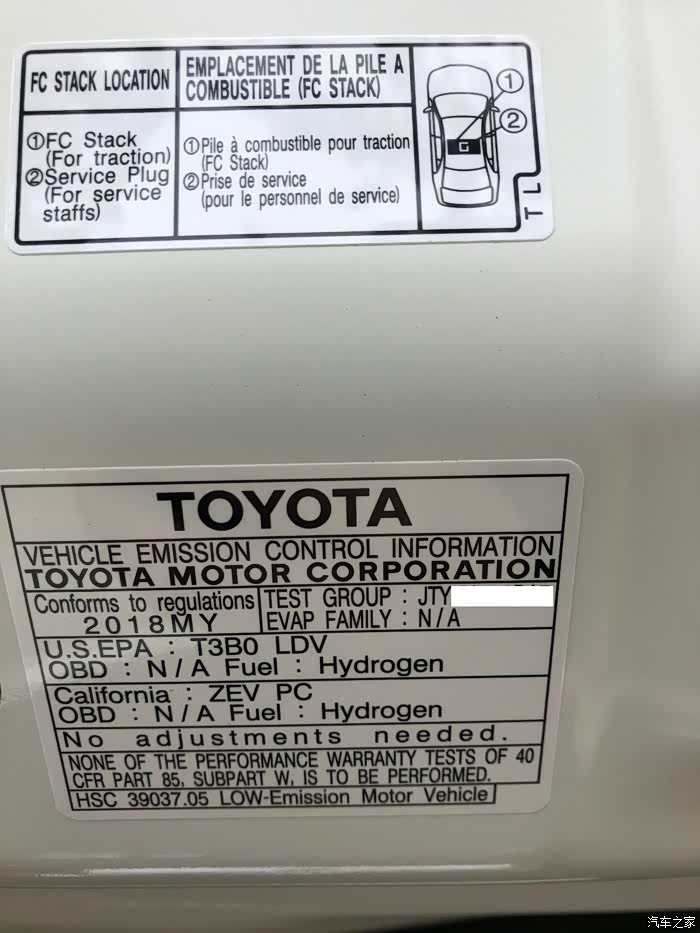 FC STACK LOCATION
EMPLACEMENT DE LA PILE A
COMBUSTIBLE (FC STACK)
①FC Stack
(For traction)
②Service Plug
(For service
staffs)
①Pile à combustible pour traction
(FC Stack)
②Prise de service
(pour le personnel de service)
①
②
G
T L
TOYOTA
VEHICLE EMISSION CONTROL INFORMATION
TOYOTA MOTOR CORPORATION
Conforms to regulations
2018MY
TEST GROUP : JTY
EVAP FAMILY : N/A
U.S.EPA : T3B0 LDV
OBD : N/A Fuel : Hydrogen
California : ZEV PC
OBD : N/A Fuel : Hydrogen
No adjustments needed.
NONE OF THE PERFORMANCE WARRANTY TESTS OF 40
CFR PART 85, SUBPART W, IS TO BE PERFORMED.
HSC 39037.05 LOW-Emission Motor Vehicle
汽车之家